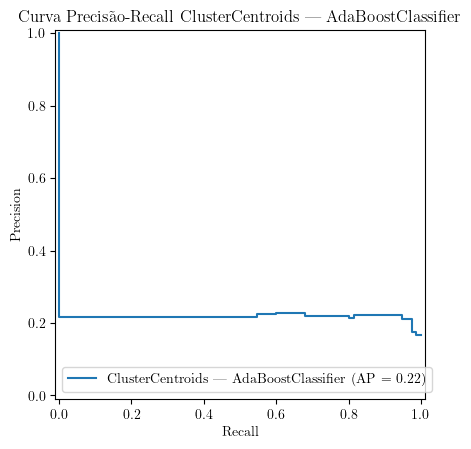 Curva Precisão-Recall ClusterCentroids — AdaBoostClassifier
1.0
0.8
0.6
0.4
0.2
0.0
Precision
ClusterCentroids — AdaBoostClassifier (AP = 0.22)
0.0 0.2 0.4 0.6 0.8 1.0
Recall